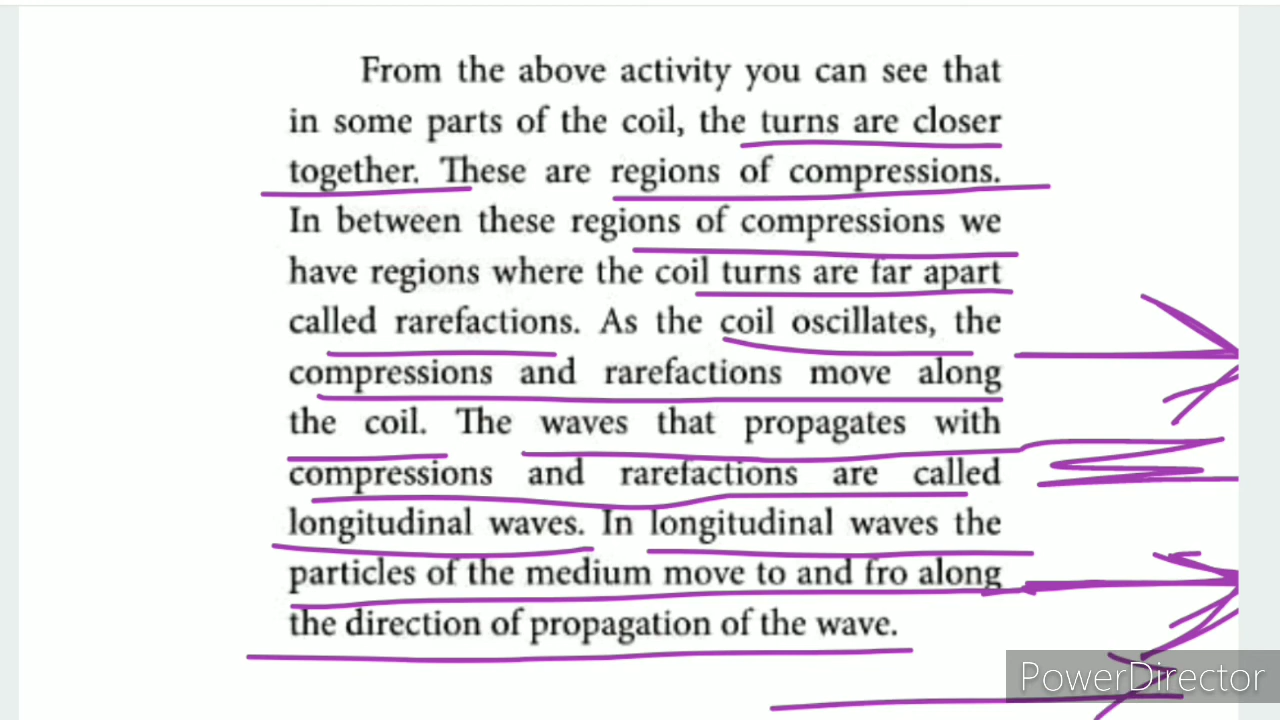 From the above activity you can see that
in some parts of the coil, the turns are closer
together. These are regions of compressions.
In between these regions of compressions we
have regions where the coil turns are far apart
called rarefactions. As the coil oscillates, the
compressions and rarefactions move along
the coil. The waves that propagates with
compressions and rarefactions are called
longitudinal waves. In longitudinal waves the
particles of the medium move to and fro along
the direction of propagation of the wave.
PowerDirector